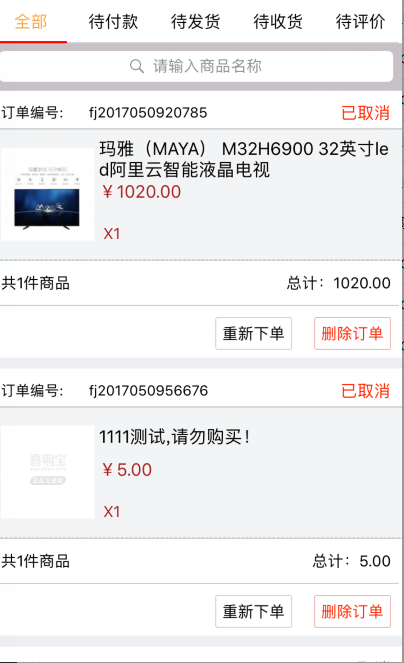 全部 待付款 待发货 待收货 待评价
请输入商品名称
订单编号: fj2017050920785 已取消
玛雅（MAYA） M32H6900 32英寸le
d阿里云智能液晶电视
￥1020.00
X1
共1件商品 总计：1020.00
重新下单 删除订单
订单编号: fj2017050956676 已取消
1111测试,请勿购买！
喜购宝
￥5.00
X1
共1件商品 总计：5.00
重新下单 删除订单